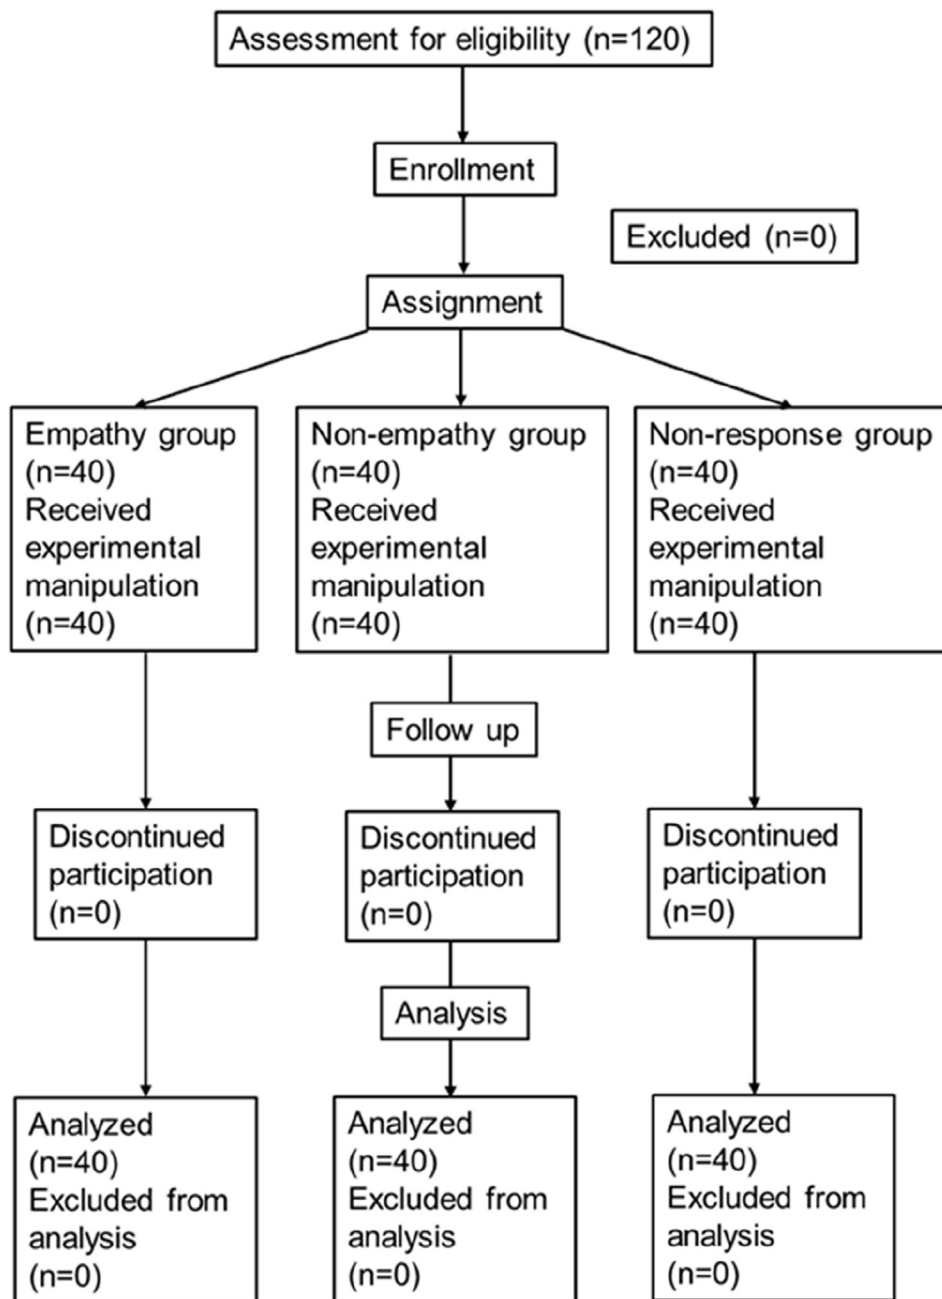 Assessment for eligibility (n=120)
Enrollment
Excluded (n=0)
Assignment
Empathy group
(n=40)
Received
experimental
manipulation
(n=40)
Non-empathy group
(n=40)
Received
experimental
manipulation
(n=40)
Non-response group
(n=40)
Received
experimental
manipulation
(n=40)
Follow up
Discontinued
participation
(n=0)
Discontinued
participation
(n=0)
Discontinued
participation
(n=0)
Analysis
Analyzed
(n=40)
Excluded from
analysis
(n=0)
Analyzed
(n=40)
Excluded from
analysis
(n=0)
Analyzed
(n=40)
Excluded from
analysis
(n=0)